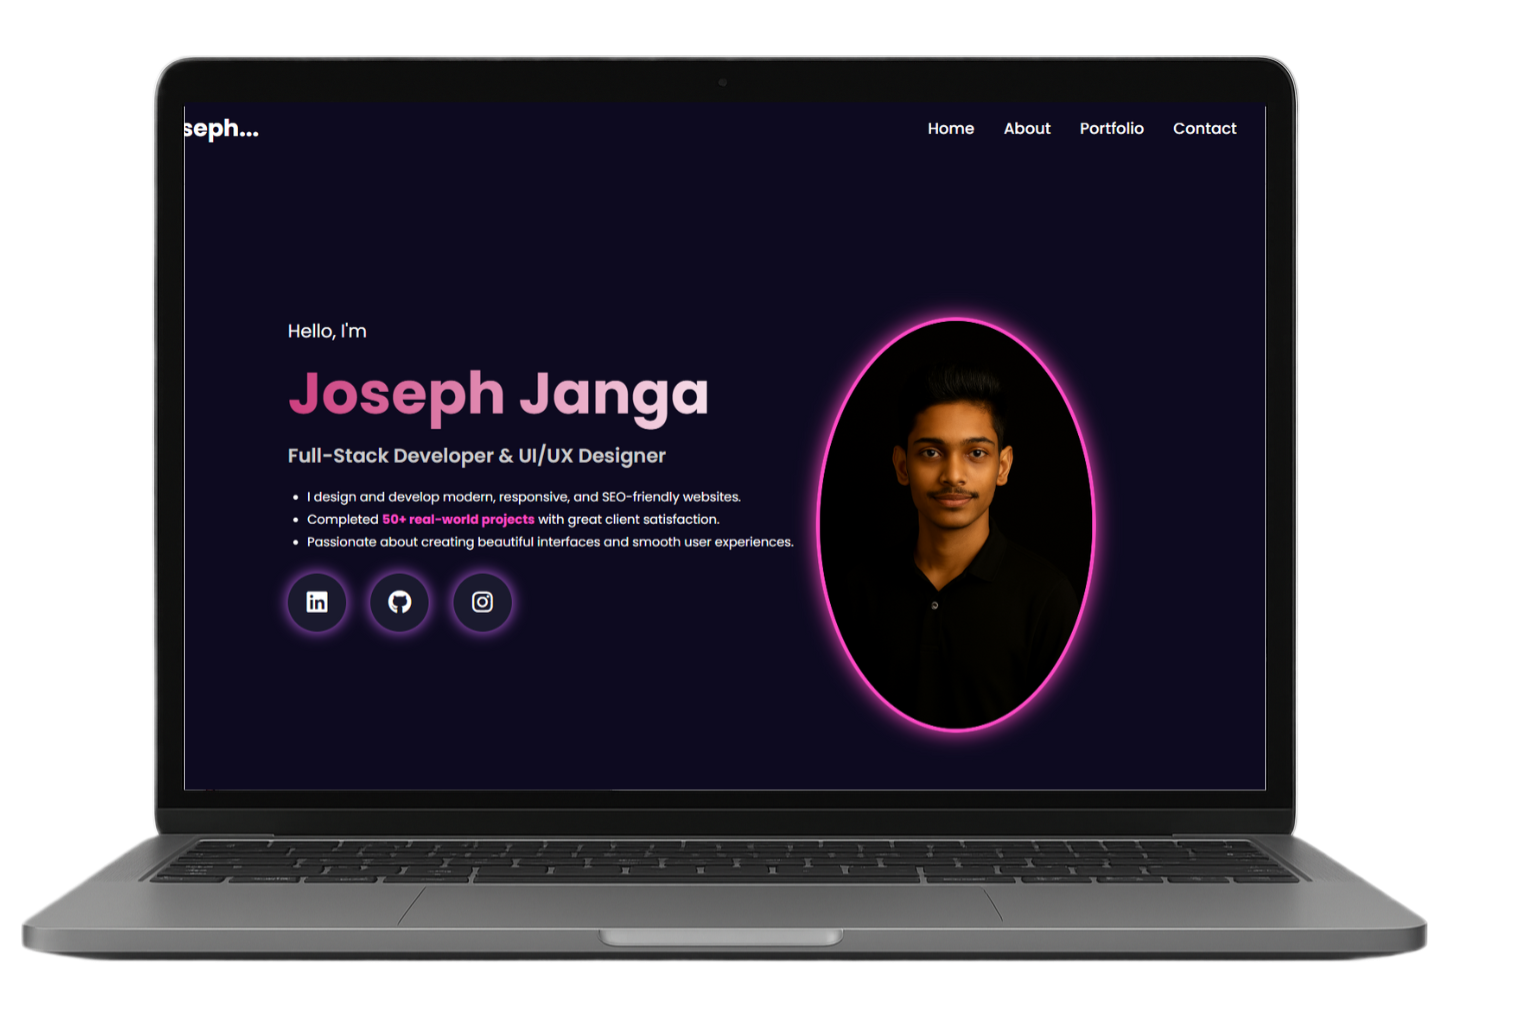 seph...
Home About Portfolio Contact
Hello, I'm
Joseph Janga
Full-Stack Developer & UI/UX Designer
• I design and develop modern, responsive, and SEO-friendly websites.
• Completed 50+ real-world projects with great client satisfaction.
• Passionate about creating beautiful interfaces and smooth user experiences.
in